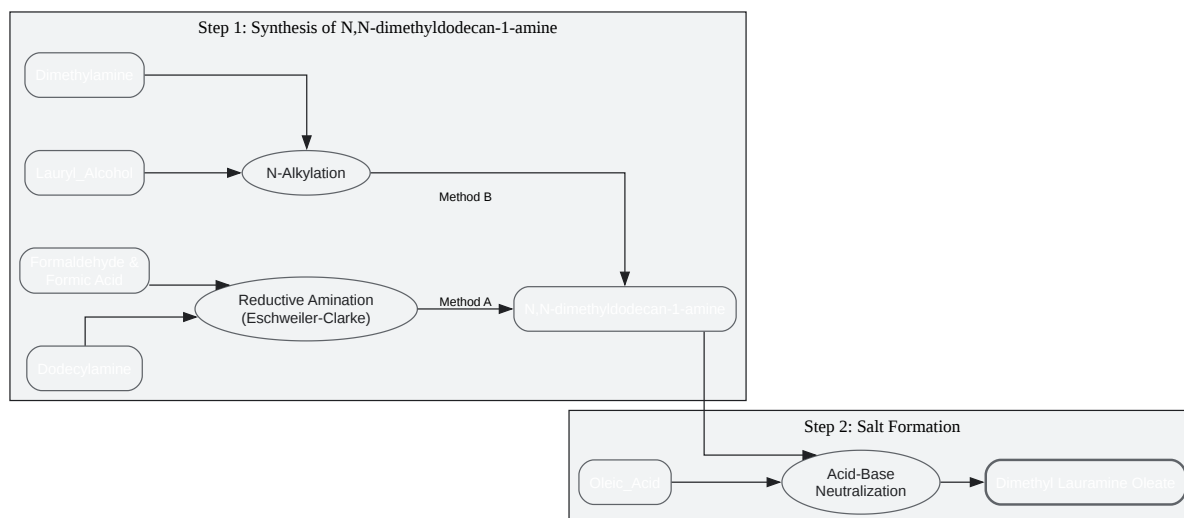 Step 1: Synthesis of N,N-dimethyldodecan-1-amine
Dimethylamine
Lauryl_Alcohol
N-Alkylation
Method B
Formaldehyde &
Formic Acid
Reductive Amination
(Eschweiler-Clarke)
Method A
N,N-dimethyldodecan-1-amine
Dodecylamine
Step 2: Salt Formation
Oleic_Acid
Acid-Base
Neutralization
Dimethyl Lauramine Oleate